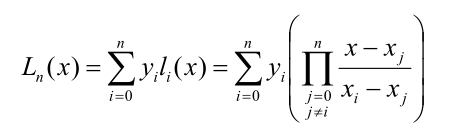 L_n(x) = \sum_{i=0}^{n} y_i l_i(x) = \sum_{i=0}^{n} y_i \left( \prod_{\substack{j=0 \\ j \neq i}}^{n} \frac{x - x_j}{x_i - x_j} \right)